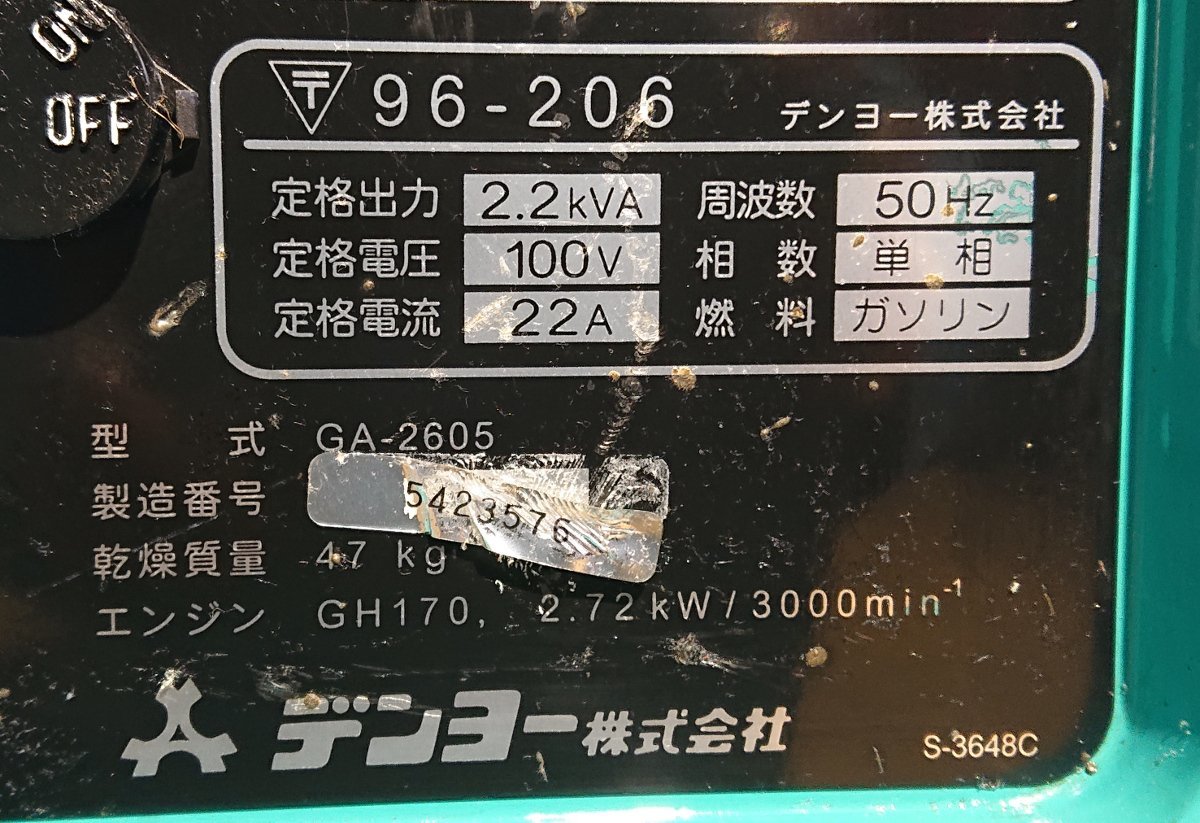 ON
OFF
〒 96-206 デンヨー株式会社
定格出力 2.2kVA 周波数 50Hz
定格電圧 100V 相数 単相
定格電流 22A 燃料 ガソリン
型式 GA-2605
製造番号 5423576
乾燥質量 47 kg
エンジン GH170, 2.72kW/3000min⁻¹
デンヨー株式会社
S-3648C